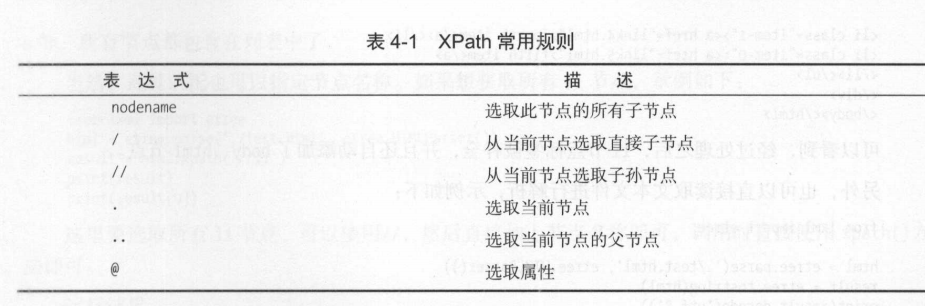 表4-1 XPath 常用规则
表 达 式 描 述
nodename 选取此节点的所有子节点
/ 从当前节点选取直接子节点
// 从当前节点选取子孙节点
. 选取当前节点
.. 选取当前节点的父节点
@ 选取属性